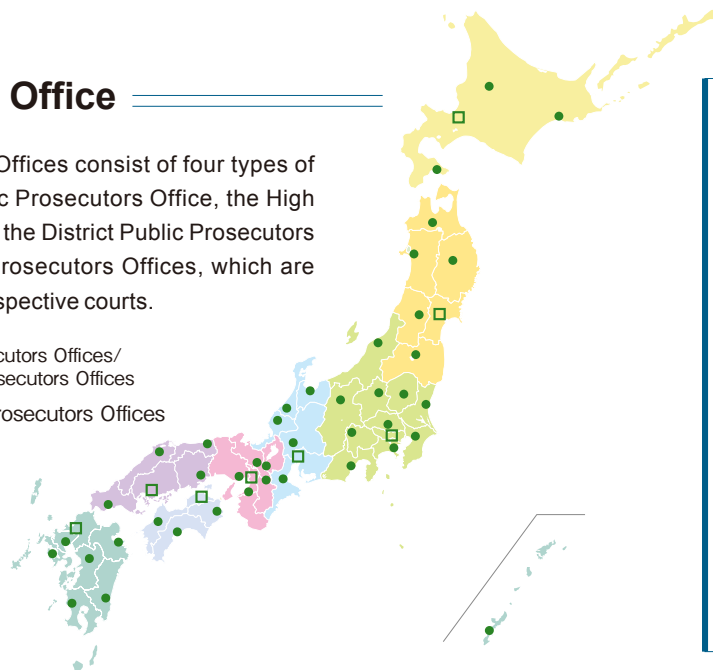 Office
Offices consist of four types of
c Prosecutors Office, the High
the District Public Prosecutors
rosecutors Offices, which are
spective courts.
cutors Offices/
secutors Offices
rosecutors Offices